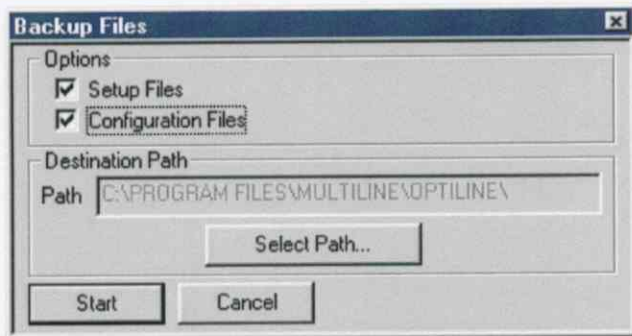 Backup Files
Options
Setup Files
Configuration Files
Destination Path
Path C:\PROGRAM FILES\MULTILINE\OPTILINE\
Select Path...
Start Cancel